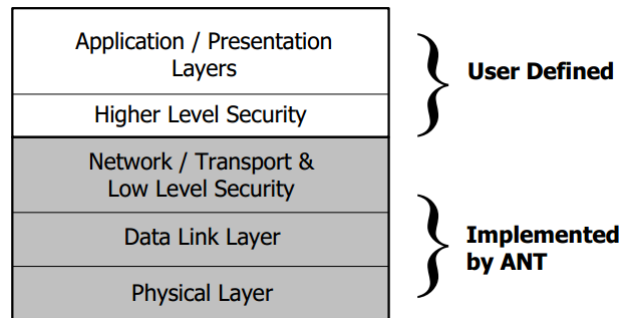 Application / Presentation
Layers
User Defined
Higher Level Security
Network / Transport &
Low Level Security
Data Link Layer
Implemented
by ANT
Physical Layer